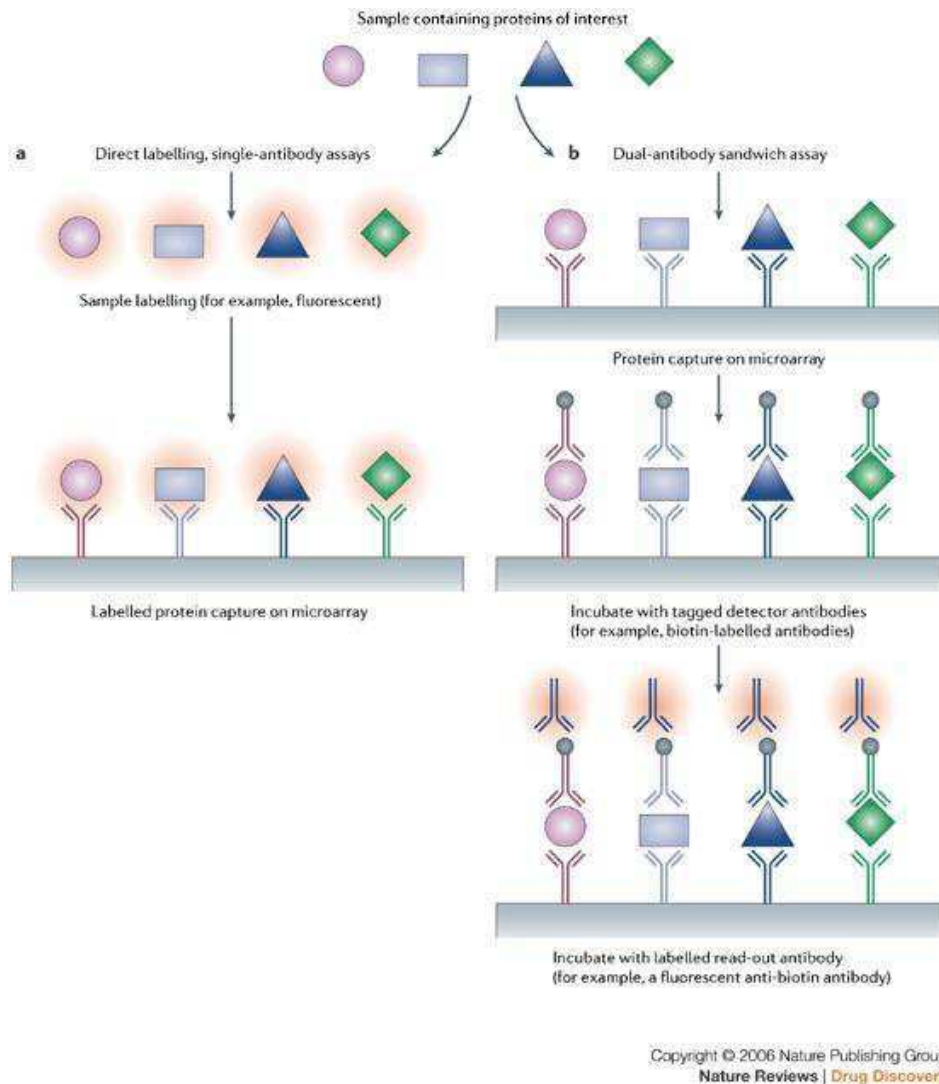 Sample containing proteins of interest
a
Direct labelling, single-antibody assays
b
Dual-antibody sandwich assay
Sample labelling (for example, fluorescent)
Protein capture on microarray
Labelled protein capture on microarray
Incubate with tagged detector antibodies
(for example, biotin-labelled antibodies)
Incubate with labelled read-out antibody
(for example, a fluorescent anti-biotin antibody)
Copyright © 2006 Nature Publishing Grou
Nature Reviews | Drug Discover